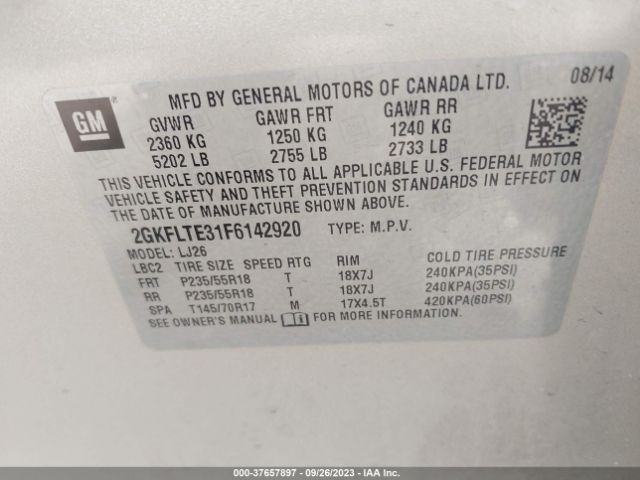 GM
MFD BY GENERAL MOTORS OF CANADA LTD. 08/14
GVWR GAWR FRT GAWR RR
2360 KG 1250 KG 1240 KG
5202 LB 2755 LB 2733 LB
THIS VEHICLE CONFORMS TO ALL APPLICABLE U.S. FEDERAL MOTOR
VEHICLE SAFETY AND THEFT PREVENTION STANDARDS IN EFFECT ON
THE DATE OF MANUFACTURE SHOWN ABOVE.
2GKFLTE31F6142920 TYPE: M.P.V.
MODEL: LJ26
LBC2 TIRE SIZE SPEED RTG RIM COLD TIRE PRESSURE
FRT P235/55R18 T 18X7J 240KPA(35PSI)
RR P235/55R18 T 18X7J 240KPA(35PSI)
SPA T145/70R17 M 17X4.5T 420KPA(60PSI)
SEE OWNER'S MANUAL FOR MORE INFORMATION.
000-37657897 - 09/26/2023 - IAAI.com